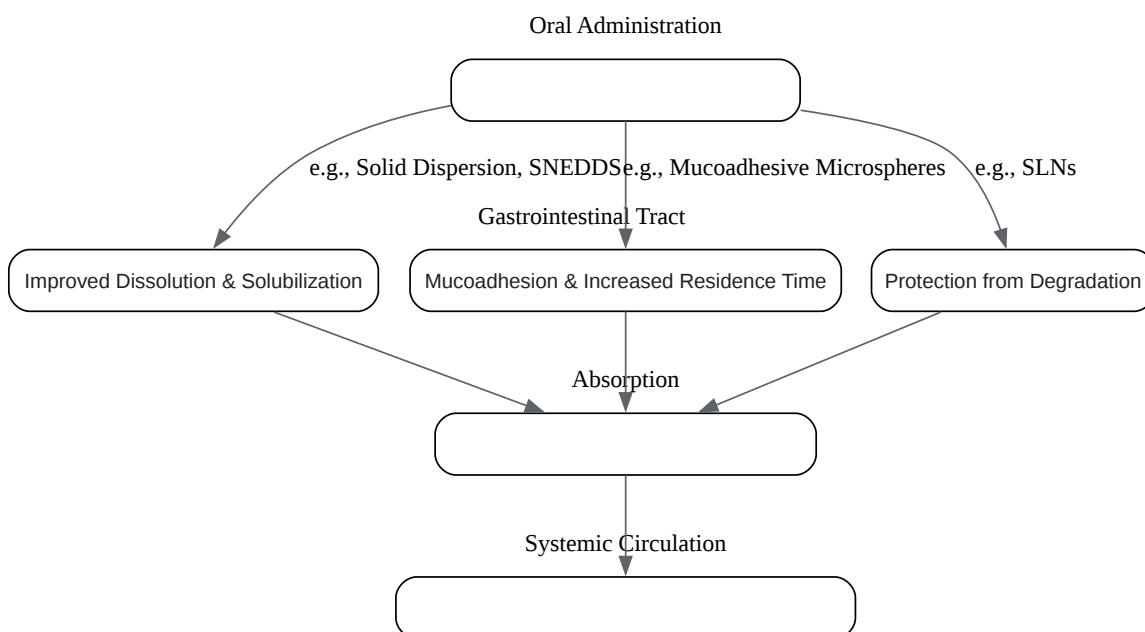 Oral Administration
e.g., Solid Dispersion, SNEDDS
e.g., Mucoadhesive Microspheres
e.g., SLNs
Gastrointestinal Tract
Improved Dissolution & Solubilization
Mucoadhesion & Increased Residence Time
Protection from Degradation
Absorption
Systemic Circulation